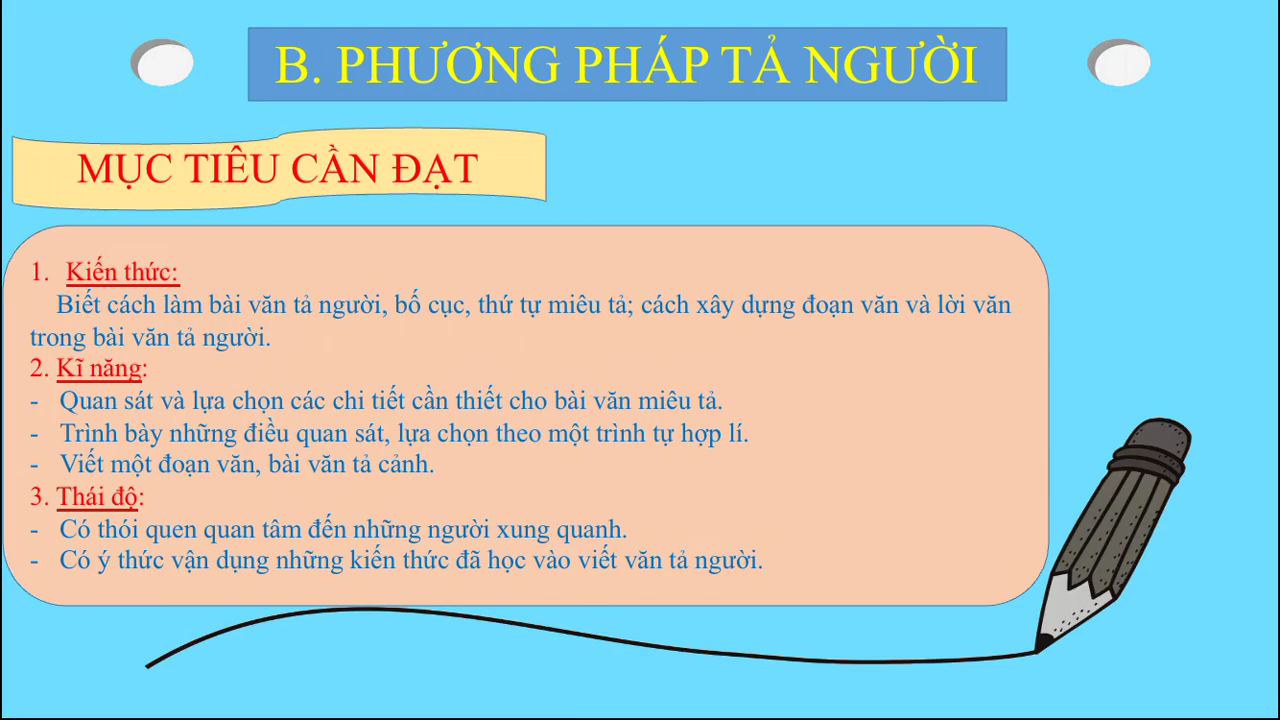 B. PHƯƠNG PHÁP TẢ NGƯỜI
MỤC TIÊU CẦN ĐẠT
1. Kiến thức:
Biết cách làm bài văn tả người, bố cục, thứ tự miêu tả; cách xây dựng đoạn văn và lời văn
trong bài văn tả người.
2. Kĩ năng:
- Quan sát và lựa chọn các chi tiết cần thiết cho bài văn miêu tả.
- Trình bày những điều quan sát, lựa chọn theo một trình tự hợp lí.
- Viết một đoạn văn, bài văn tả cảnh.
3. Thái độ:
- Có thói quen quan tâm đến những người xung quanh.
- Có ý thức vận dụng những kiến thức đã học vào viết văn tả người.